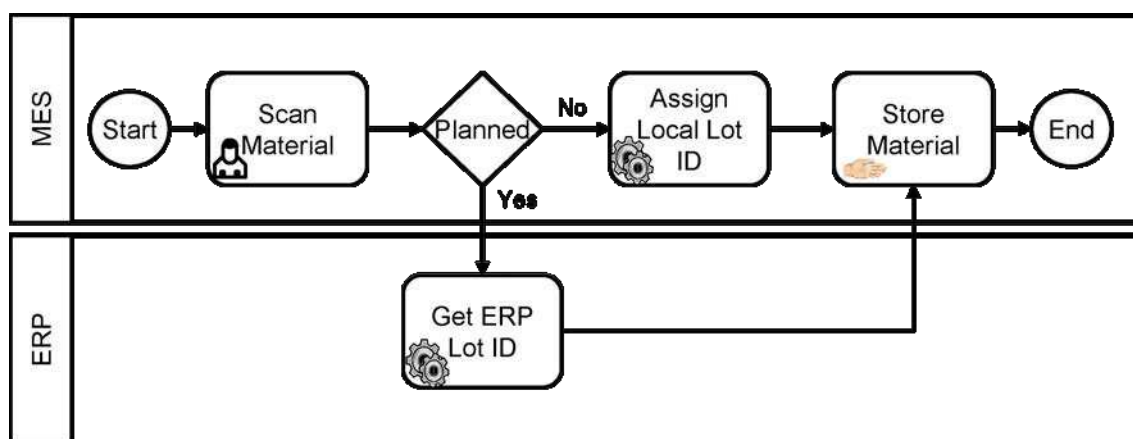 MES
Start
Scan
Material
Planned
No
Yes
Assign
Local Lot
ID
Store
Material
End
ERP
Get ERP
Lot ID